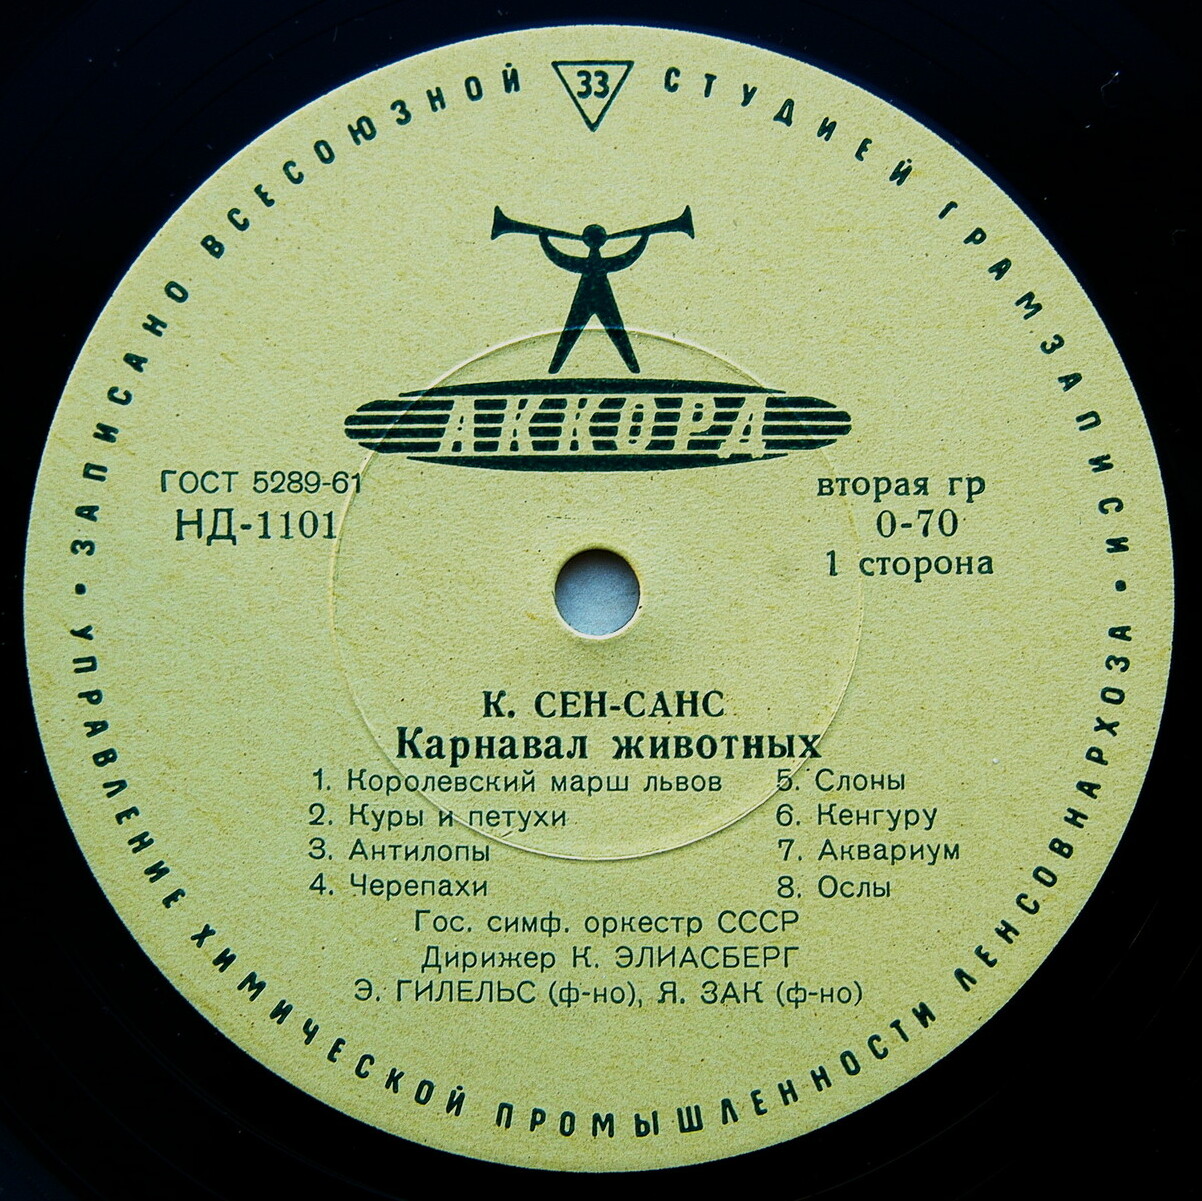 ЗАПИСАНО ВСЕСОЮЗНОЙ 33 СТУДИЕЙ ГРАМЗАПИСИ
АККОРД
ГОСТ 5289-61
НД-1101
вторая гр
0-70
1 сторона
К. СЕН-САНС
Карнавал животных
1. Королевский марш львов
2. Куры и петухи
3. Антилопы
4. Черепахи
5. Слоны
6. Кенгуру
7. Аквариум
8. Ослы
Гос. симф. оркестр СССР
Дирижер К. ЭЛИАСБЕРГ
Э. ГИЛЕЛЬС (ф-но), Я. ЗАК (ф-но)
• УПРАВЛЕНИЕ ХИМИЧЕСКОЙ ПРОМЫШЛЕННОСТИ ЛЕНСОВНАРХОЗА •